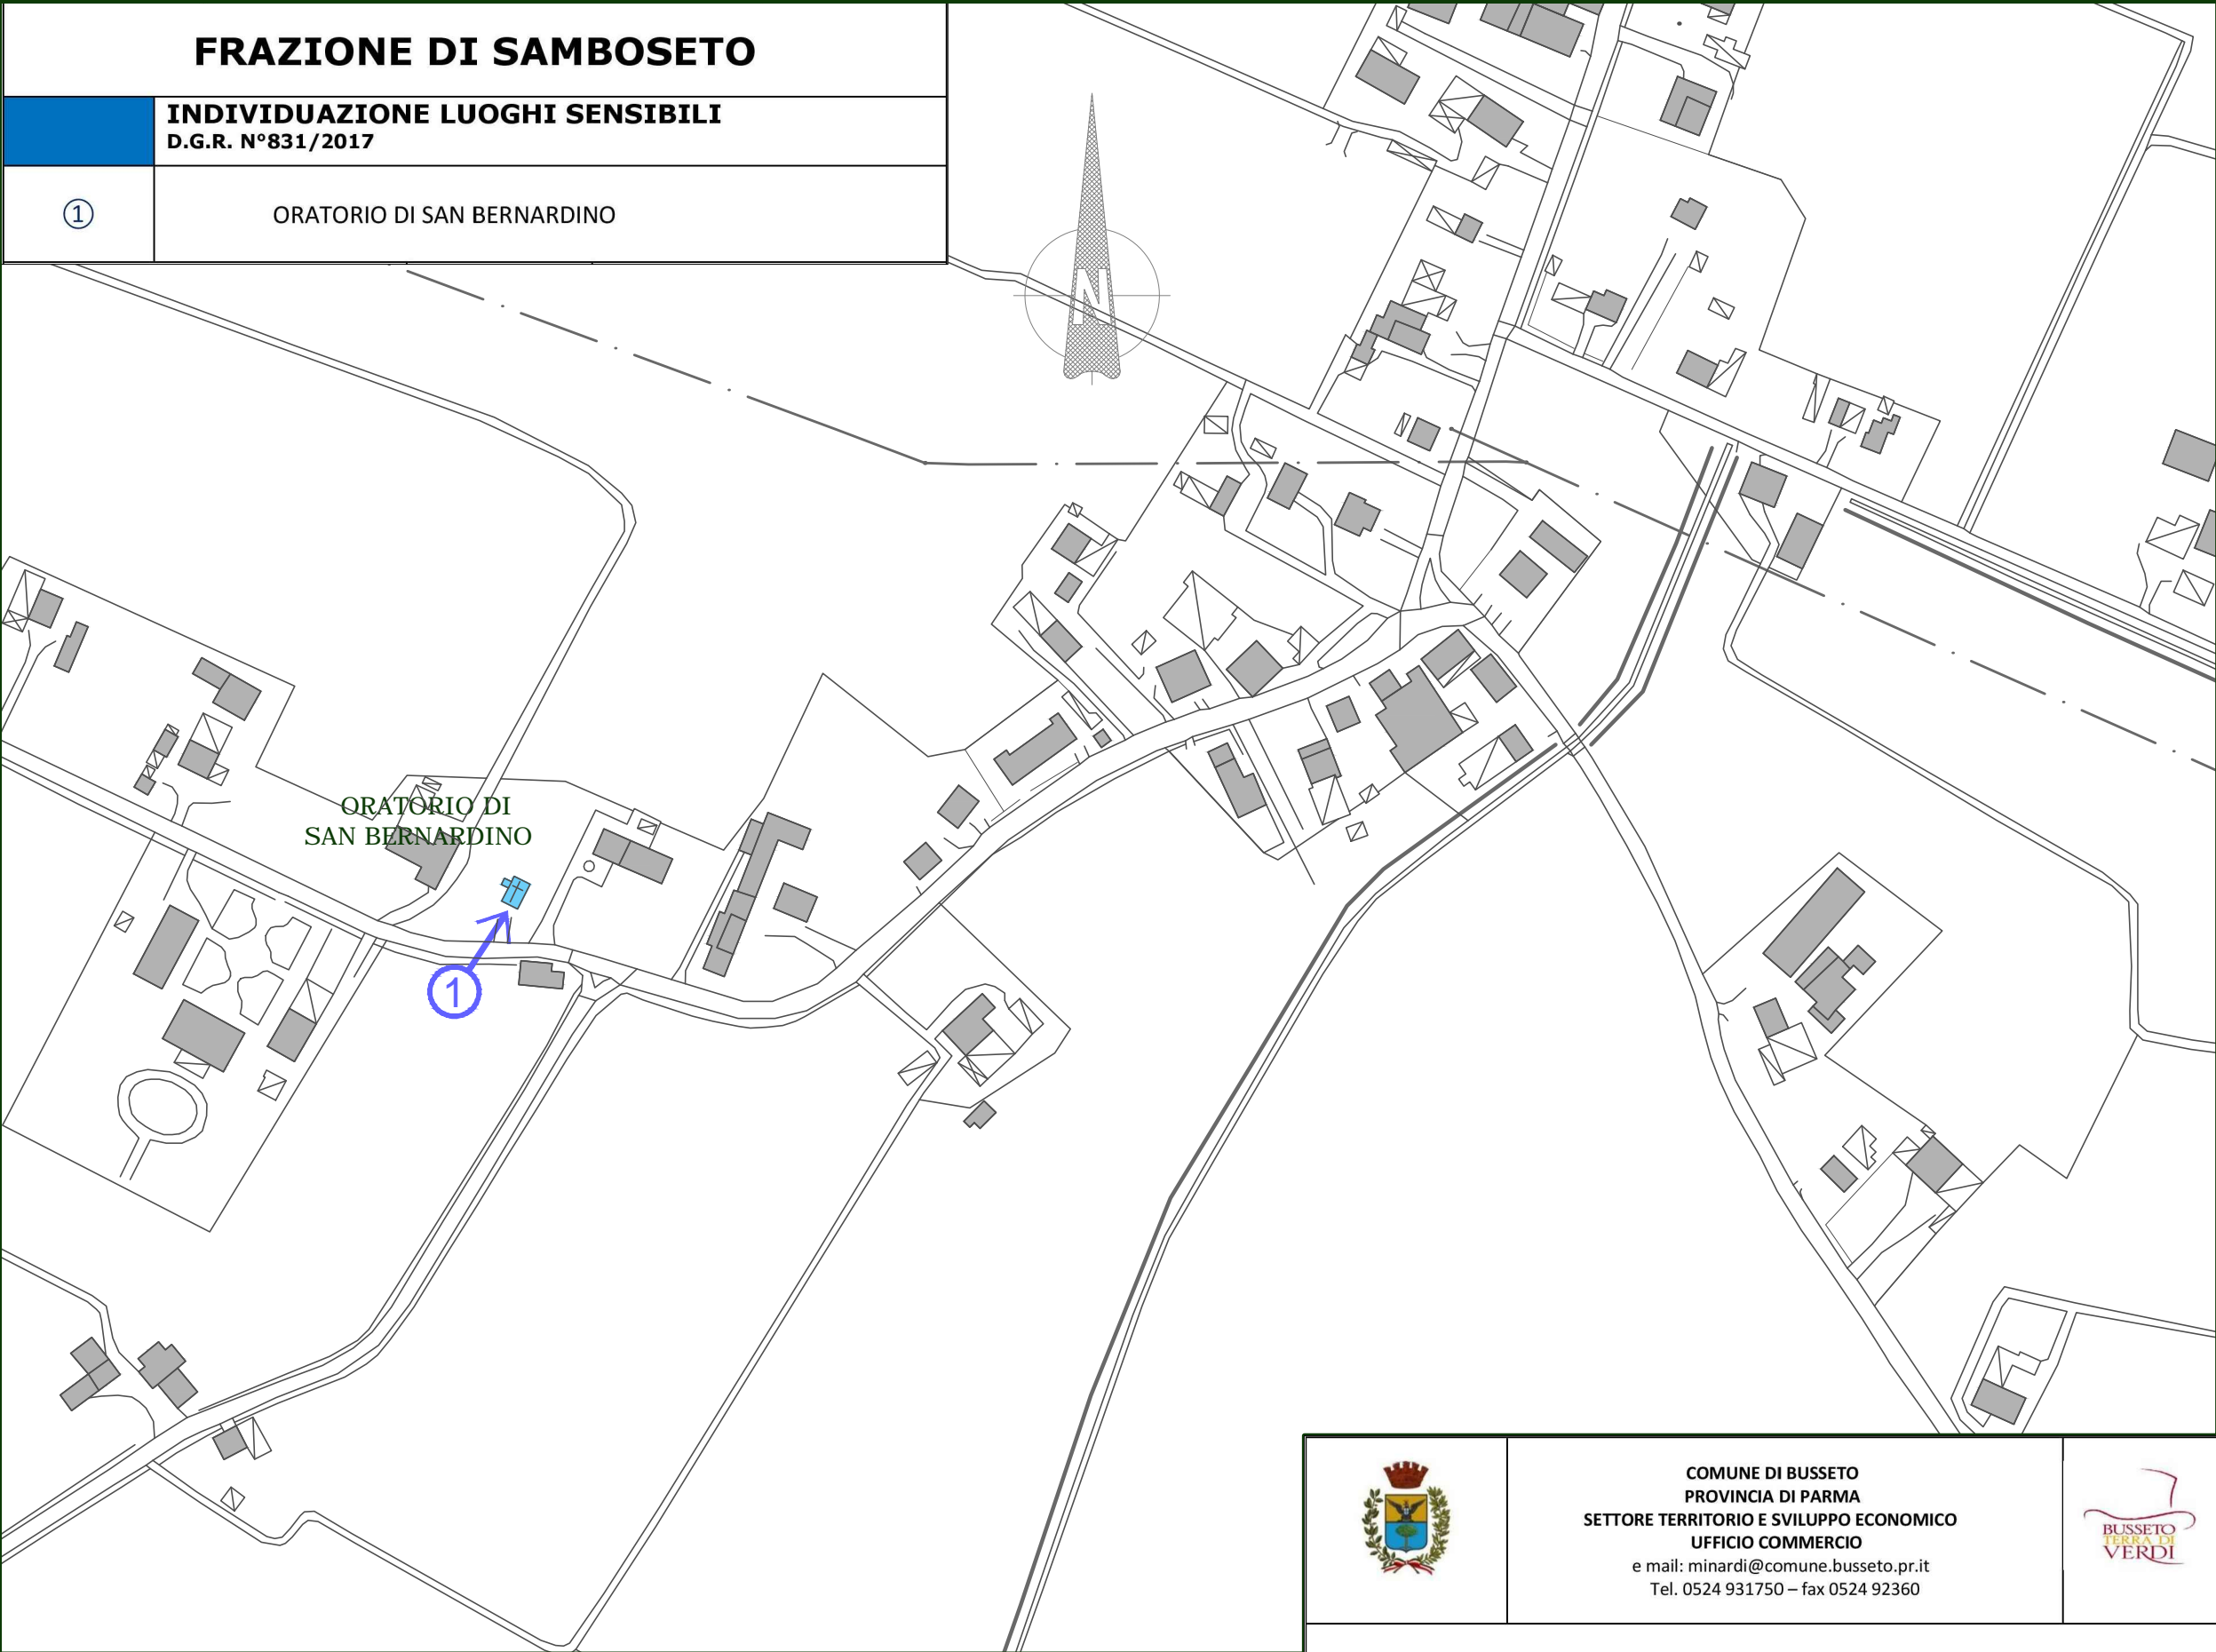 FRAZIONE DI SAMBOSETO
INDIVIDUAZIONE LUOGHI SENSIBILI
D.G.R. N°831/2017
① ORATORIO DI SAN BERNARDINO
N
ORATORIO DI
SAN BERNARDINO
1
COMUNE DI BUSSETO
PROVINCIA DI PARMA
SETTORE TERRITORIO E SVILUPPO ECONOMICO
UFFICIO COMMERCIO
e mail: minardi@comune.busseto.pr.it
Tel. 0524 931750 – fax 0524 92360
BUSSETO
TERRA DI
VERDI